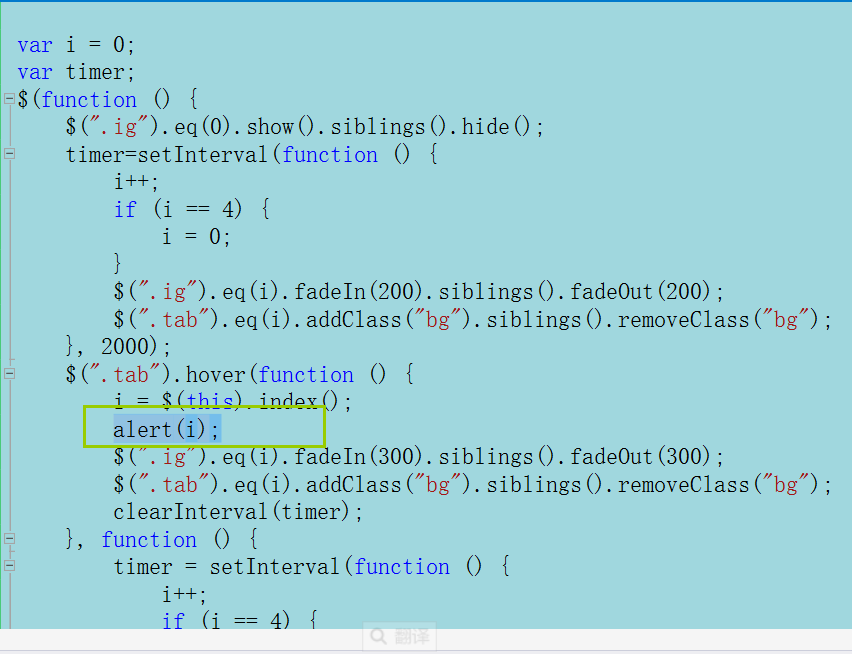 var i = 0;
var timer;
$(function () {
$(".ig").eq(0).show().siblings().hide();
timer=setInterval(function () {
i++;
if (i == 4) {
i = 0;
}
$(".ig").eq(i).fadeIn(200).siblings().fadeOut(200);
$(".tab").eq(i).addClass("bg").siblings().removeClass("bg");
}, 2000);
$(".tab").hover(function () {
i = $(this).index();
alert(i);
$(".ig").eq(i).fadeIn(300).siblings().fadeOut(300);
$(".tab").eq(i).addClass("bg").siblings().removeClass("bg");
clearInterval(timer);
}, function () {
timer = setInterval(function () {
i++;
if (i == 4) {
翻译